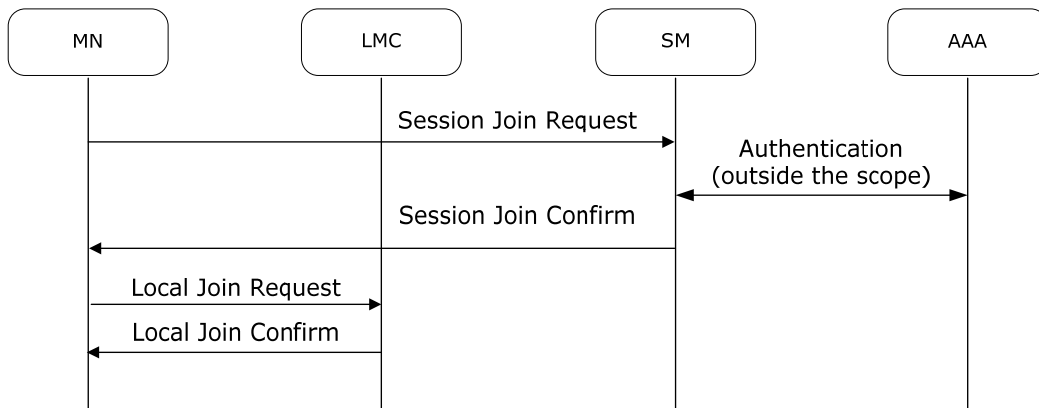 MN
LMC
SM
AAA
Session Join Request
Authentication
(outside the scope)
Session Join Confirm
Local Join Request
Local Join Confirm